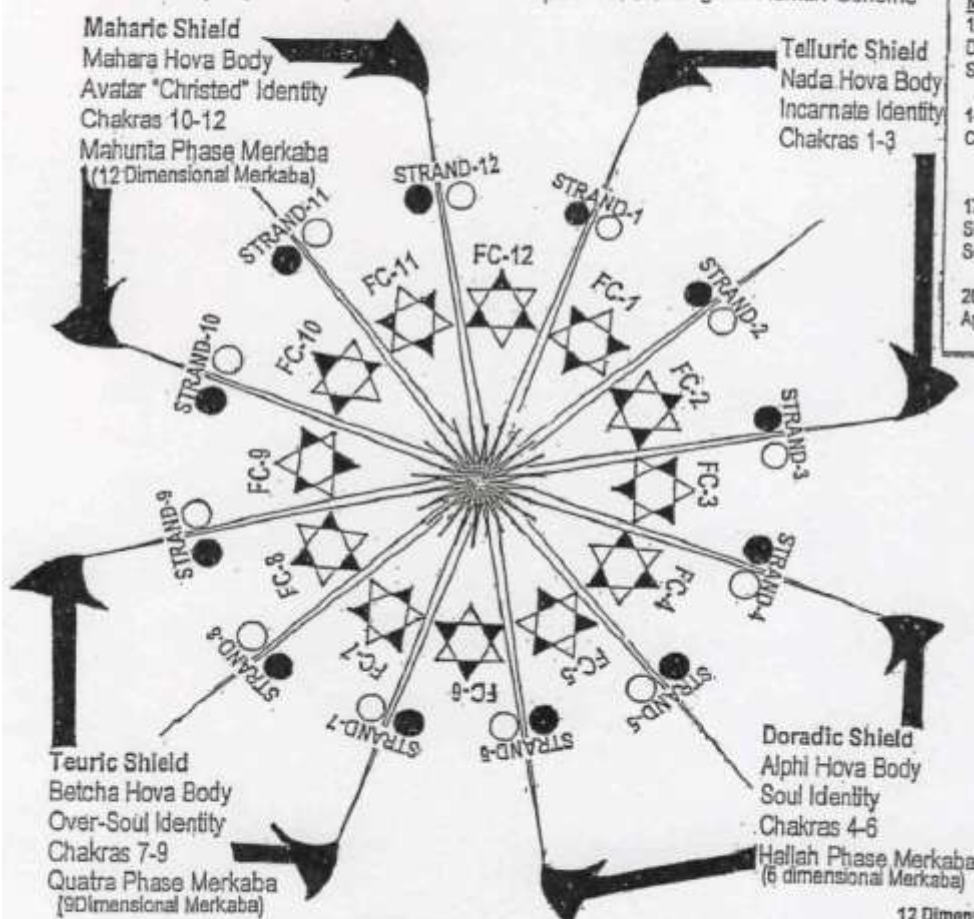 Maharic Shield
Mahara Hova Body
Avatar "Christed" Identity
Chakras 10-12
Mahunta Phase Merkaba
(12 Dimensional Merkaba)
Telluric Shield
Nada Hova Body
Incarnate Identity
Chakras 1-3
STRAND-12
STRAND-1
STRAND-11
STRAND-2
FC-12
FC-11
FC-1
FC-10
FC-2
STRAND-10
STRAND-3
FC-9
FC-3
STRAND-9
STRAND-4
FC-8
FC-4
FC-7
FC-5
FC-6
STRAND-8
STRAND-5
STRAND-7
STRAND-6
Teuric Shield
Betcha Hova Body
Over-Soul Identity
Chakras 7-9
Quatra Phase Merkaba
(9Dimensional Merkaba)
Doradic Shield
Alphi Hova Body
Soul Identity
Chakras 4-6
Hallah Phase Merkaba
(6 dimensional Merkaba)